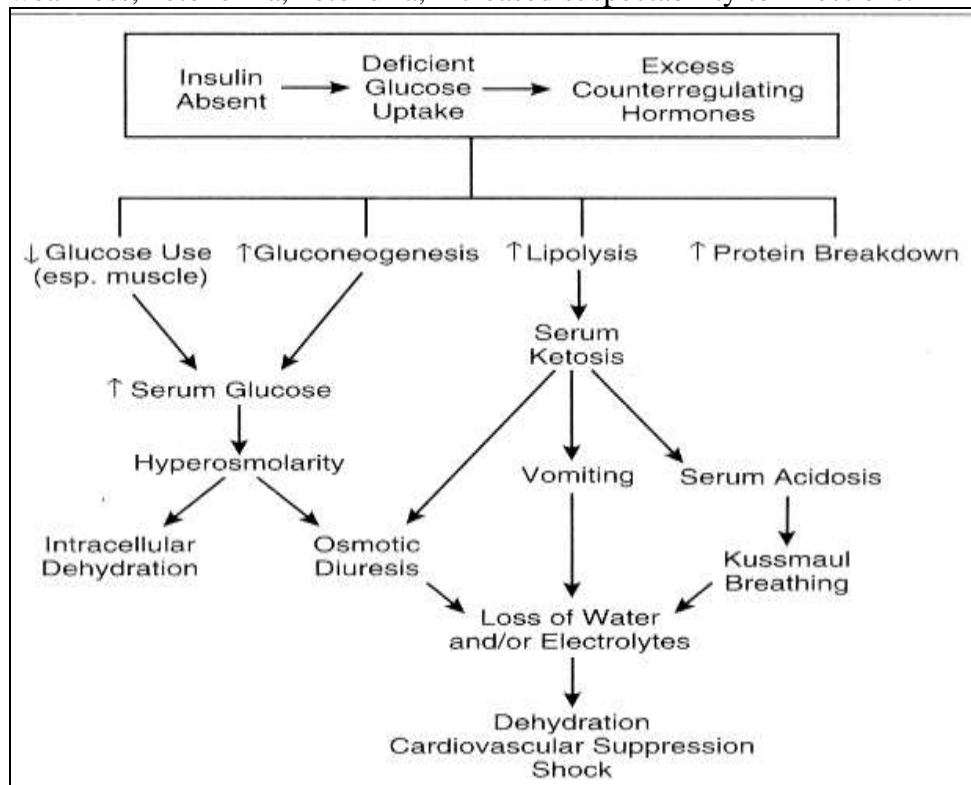 Insulin
Absent
Deficient
Glucose
Uptake
Excess
Counterregulating
Hormones
↓ Glucose Use
(esp. muscle)
↑Gluconeogenesis
↑Lipolysis
↑ Protein Breakdown
Serum
Ketosis
↑ Serum Glucose
Hyperosmolarity
Vomiting
Serum Acidosis
Intracellular
Dehydration
Osmotic
Diuresis
Kussmaul
Breathing
Loss of Water
and/or Electrolytes
Dehydration
Cardiovascular Suppression
Shock